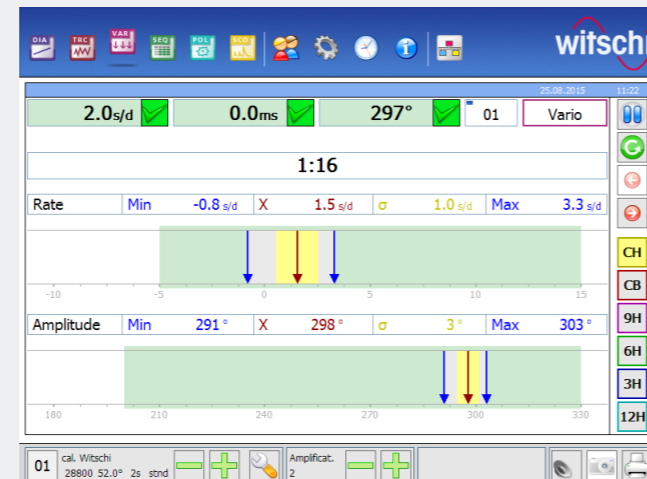 DIA TRC VAR SEQ POL SCO witschi
25.08.2015 11:22
2.0s/d 0.0ms 297° 01 Vario
1:16
Rate Min -0.8 s/d X 1.5 s/d σ 1.0 s/d Max 3.3 s/d
CH
-10 -5 0 5 10 15
CB
Amplitude Min 291 ° X 298 ° σ 3 ° Max 303 °
9H
6H
3H
180 210 240 270 300 330
12H
01 cal. Witschi Amplificat.
28800 52.0° 2s stnd 2